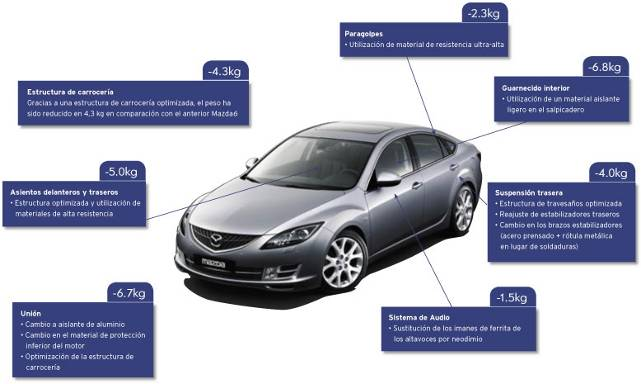 -2.3kg
Paragolpes
• Utilización de material de resistencia ultra-alta
-4.3kg
Estructura de carrocería
Gracias a una estructura de carrocería optimizada, el peso ha
sido reducido en 4,3 kg en comparación con el anterior Mazda6
-6.8kg
Guarnecido interior
• Utilización de un material aislante
ligero en el salpicadero
-5.0kg
Asientos delanteros y traseros
• Estructura optimizada y utilización de
materiales de alta resistencia
-4.0kg
Suspensión trasera
• Estructura de travesaños optimizada
• Reajuste de estabilizadores traseros
• Cambio en los brazos estabilizadores
(acero prensado + rótula metálica
en lugar de soldaduras)
mazda
-6.7kg
Unión
• Cambio a aislante de aluminio
• Cambio en el material de protección
inferior del motor
• Optimización de la estructura de
carrocería
-1.5kg
Sistema de Audio
• Sustitución de los imanes de ferrita de
los altavoces por neodimio